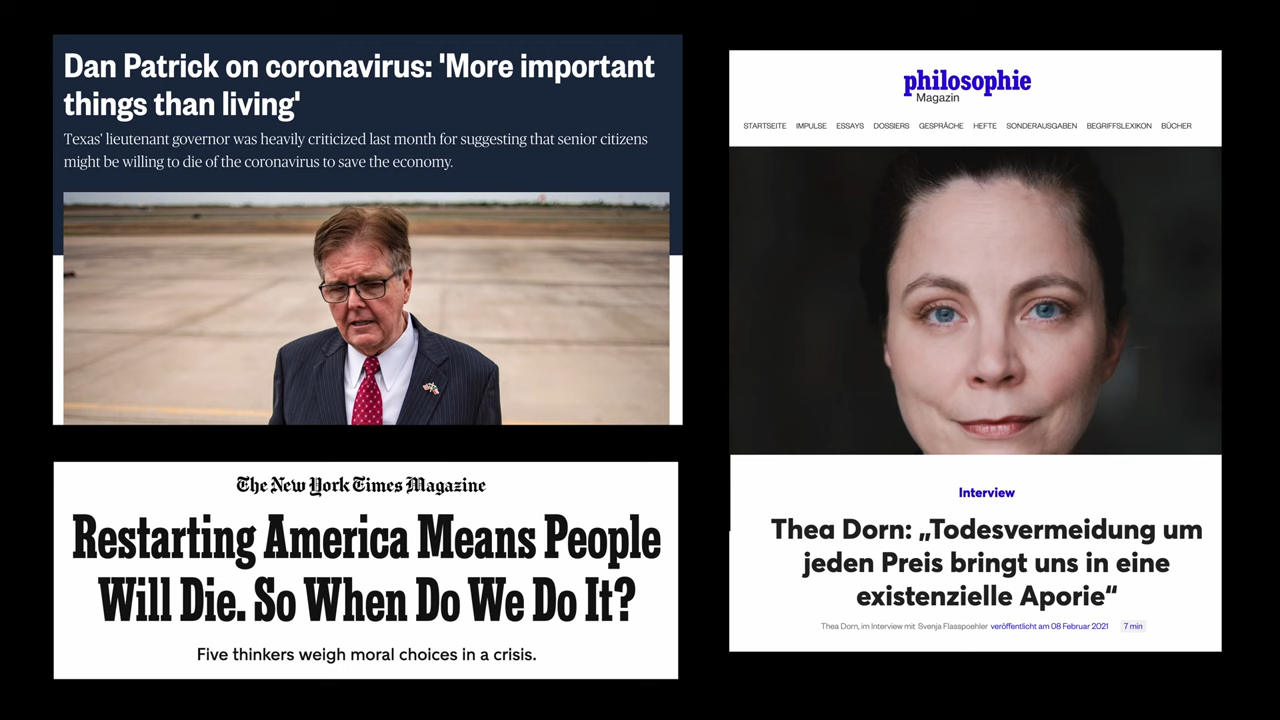 Dan Patrick on coronavirus: 'More important
things than living'
Texas' lieutenant governor was heavily criticized last month for suggesting that senior citizens
might be willing to die of the coronavirus to save the economy.
The New York Times Magazine
Restarting America Means People
Will Die. So When Do We Do It?
Five thinkers weigh moral choices in a crisis.
philosophie
Magazin
STARTSEITE IMPULSE ESSAYS DOSSIERS GESPRÄCHE HEFTE SONDERAUSGABEN BEGRIFFSLEXIKON BÜCHER
Interview
Thea Dorn: „Todesvermeidung um
jeden Preis bringt uns in eine
existenzielle Aporie“
Thea Dorn, im Interview mit Svenja Flasspoehler veröffentlicht am 08 Februar 2021 7 min